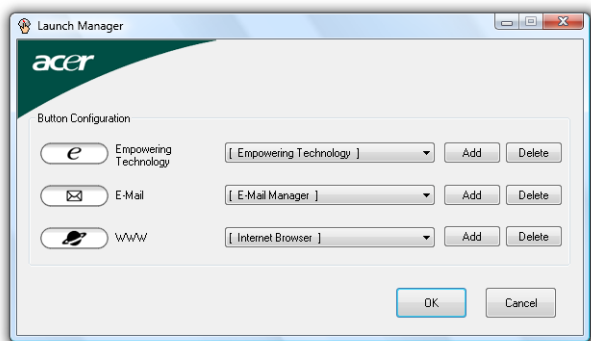 Launch Manager
acer
Button Configuration
e Empowering Technology [ Empowering Technology ] Add Delete
E-Mail [ E-Mail Manager ] Add Delete
WWW [ Internet Browser ] Add Delete
OK Cancel